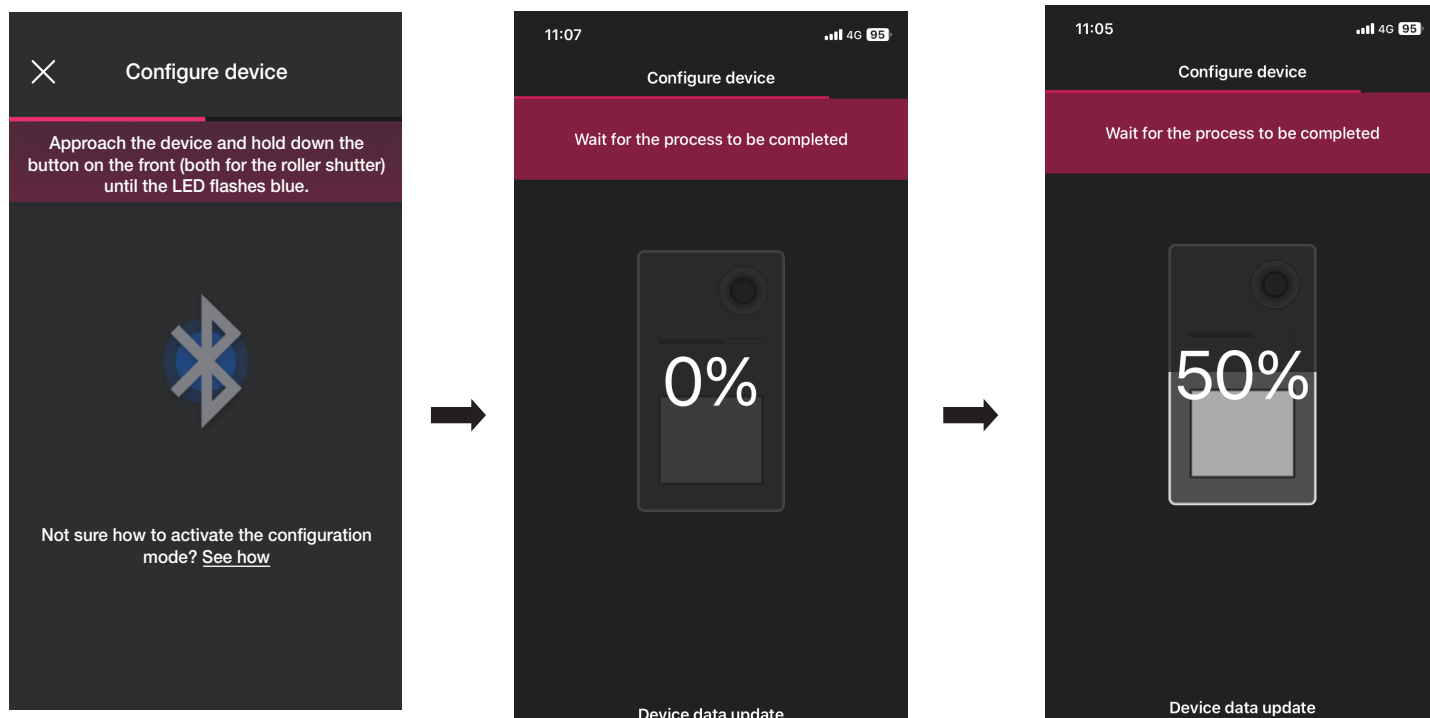 Configure device
Approach the device and hold down the
button on the front (both for the roller shutter)
until the LED flashes blue.
Not sure how to activate the configuration
mode? See how
11:07
4G 95
Configure device
Wait for the process to be completed
0%
Device data update
11:05
4G 95
Configure device
Wait for the process to be completed
50%
Device data update